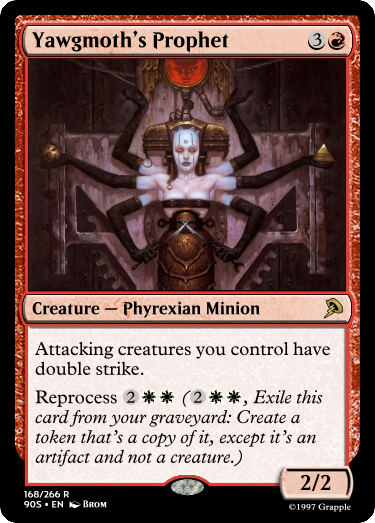 Yawgmoth's Prophet 3
Creature — Phyrexian Minion
Attacking creatures you control have
double strike.
Reprocess 2 (2, Exile this
card from your graveyard: Create a
token that's a copy of it, except it's an
artifact and not a creature.)
2/2
168/266 R
90S • EN Brom
©1997 Grapple